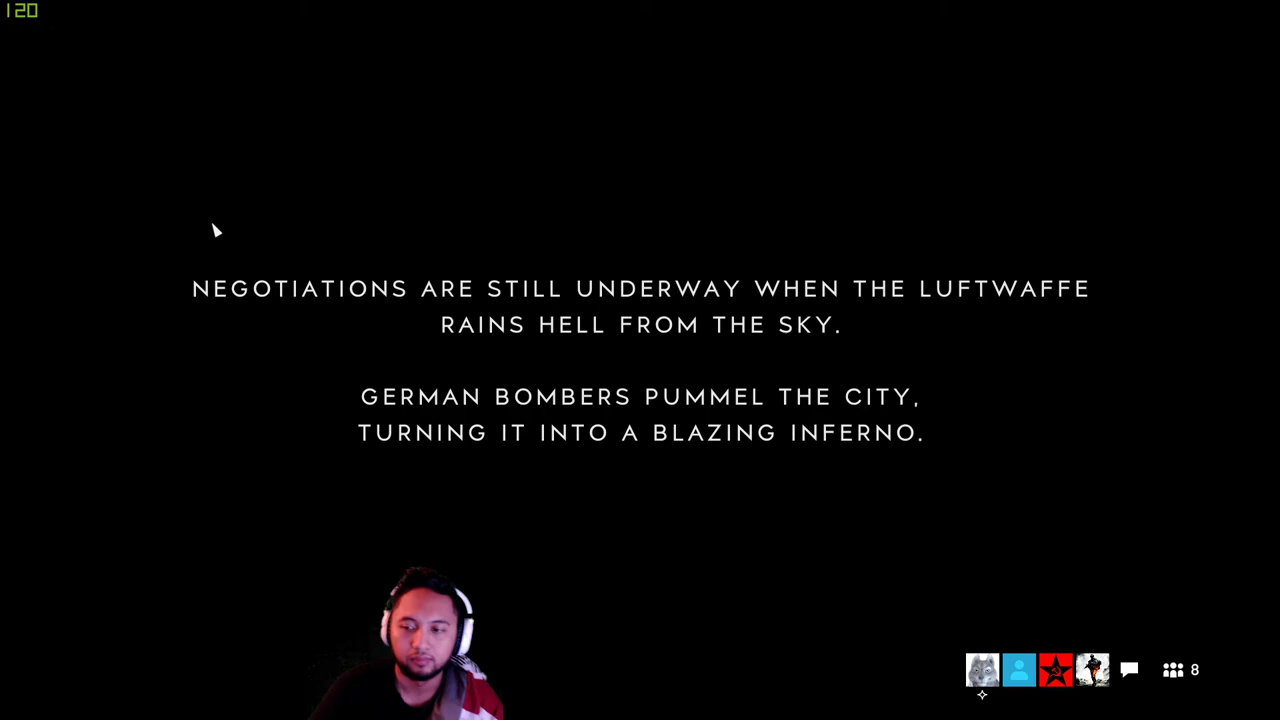 120
NEGOTIATIONS ARE STILL UNDERWAY WHEN THE LUFTWAFFE
RAINS HELL FROM THE SKY.
GERMAN BOMBERS PUMMEL THE CITY,
TURNING IT INTO A BLAZING INFERNO.
8